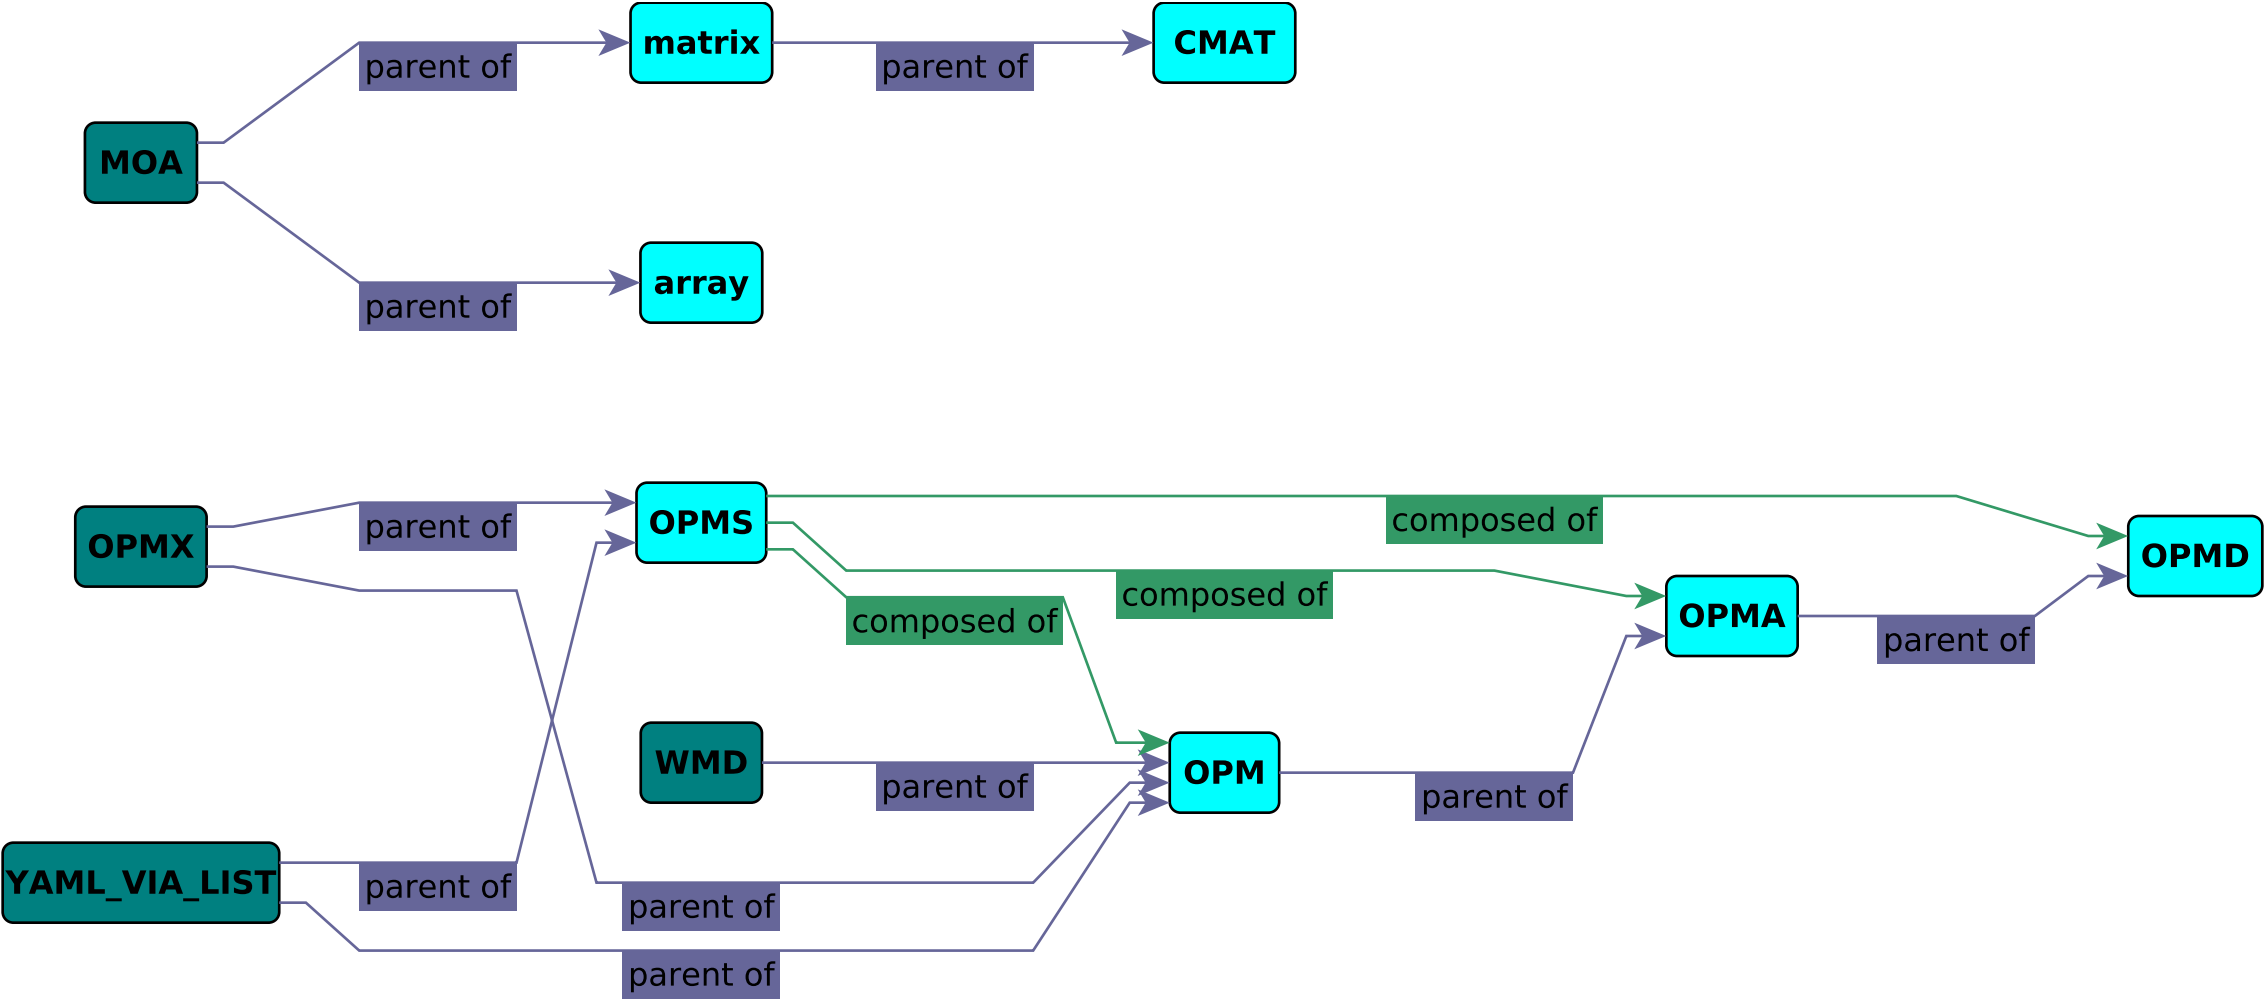 matrix
CMAT
parent of
parent of
MOA
array
parent of
OPMS
composed of
OPMX
parent of
OPMD
composed of
composed of
OPMA
parent of
WMD
parent of
OPM
parent of
YAML_VIA_LIST
parent of
parent of
parent of